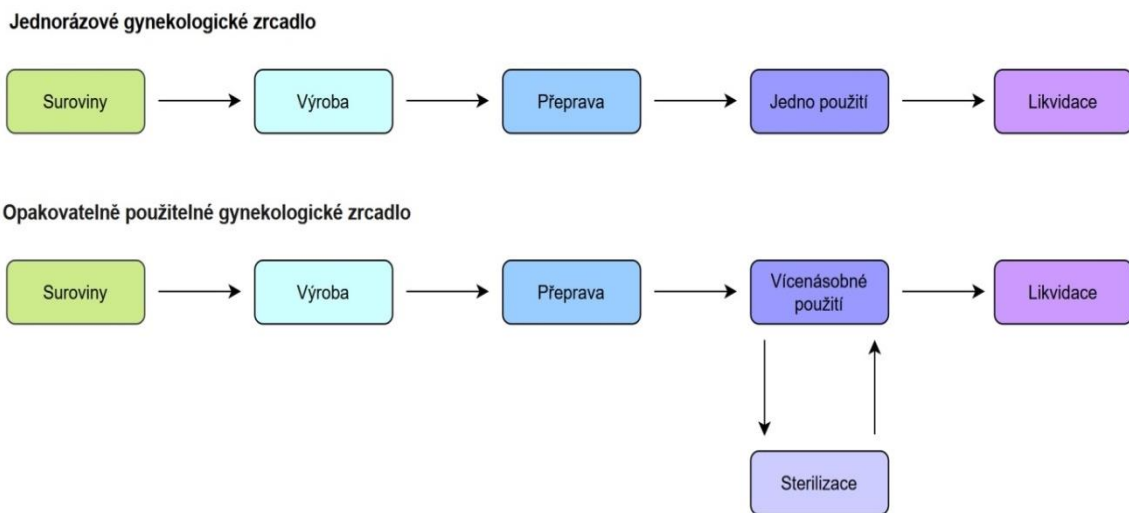 Jednorázové gynekologické zrcadlo
Suroviny
Výroba
Přeprava
Jedno použití
Likvidace
Opakovatelně použitelné gynekologické zrcadlo
Suroviny
Výroba
Přeprava
Vícenásobné
použití
Likvidace
Sterilizace